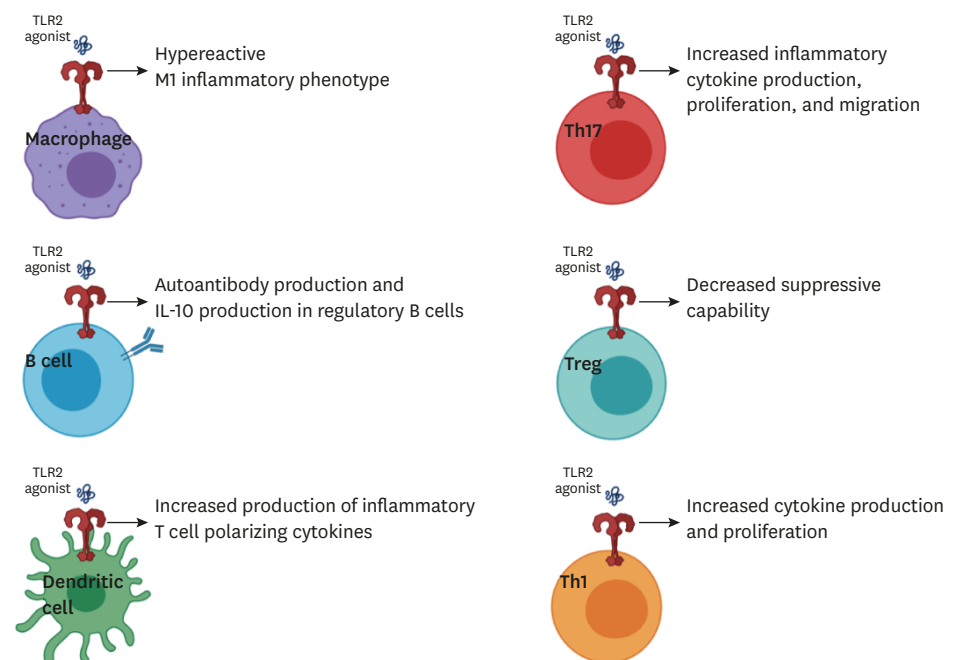 TLR2
agonist
Hypereactive
M1 inflammatory phenotype
Macrophage
TLR2
agonist
Increased inflammatory
cytokine production,
proliferation, and migration
Th17
TLR2
agonist
Autoantibody production and
IL-10 production in regulatory B cells
B cell
TLR2
agonist
Decreased suppressive
capability
Treg
TLR2
agonist
Increased production of inflammatory
T cell polarizing cytokines
Dendritic
cell
TLR2
agonist
Increased cytokine production
and proliferation
Th1